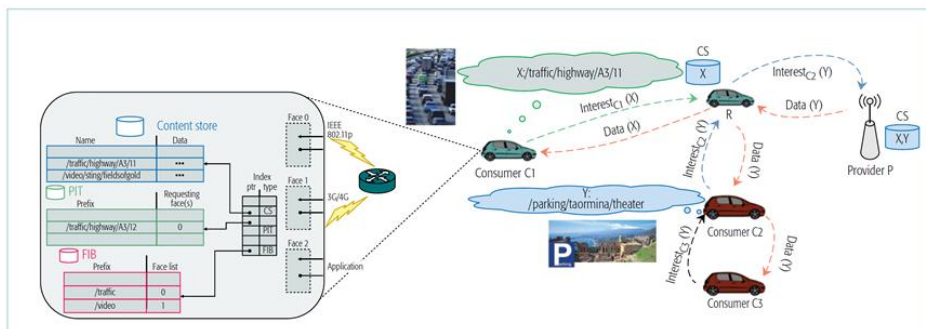 Content store
Name
Data
/traffic/highway/A3/11
•••
/video/sting/fieldsofgold
•••
PIT
Prefix
Requesting
face(s)
/traffic/highway/A3/12
0
FIB
Prefix
Face list
/traffic
0
/video
1
Index
ptr type
CS
PIT
FIB
Face 0
IEEE
802.11p
Face 1
3G/4G
Face 2
Application
X:/traffic/highway/A3/11
Consumer C1
Interest_C1 (X)
Data (X)
CS
X
R
Interest_C2 (Y)
Data (Y)
CS
X,Y
Provider P
Interest_C2 (Y)
Data (Y)
Y:
/parking/taormina/theater
P
Consumer C2
Interest_C3 (Y)
Data (Y)
Consumer C3